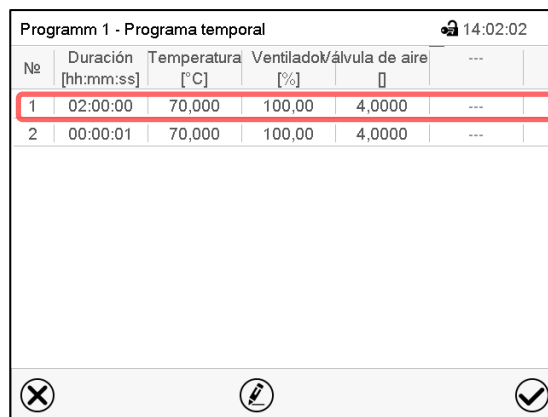 Programm 1 - Programa temporal 14:02:02
№ Duración [hh:mm:ss] Temperatura [°C] Ventilador [%] Válvula de aire [] ---
1 02:00:00 70,000 100,00 4,0000 ---
2 00:00:01 70,000 100,00 4,0000 ---